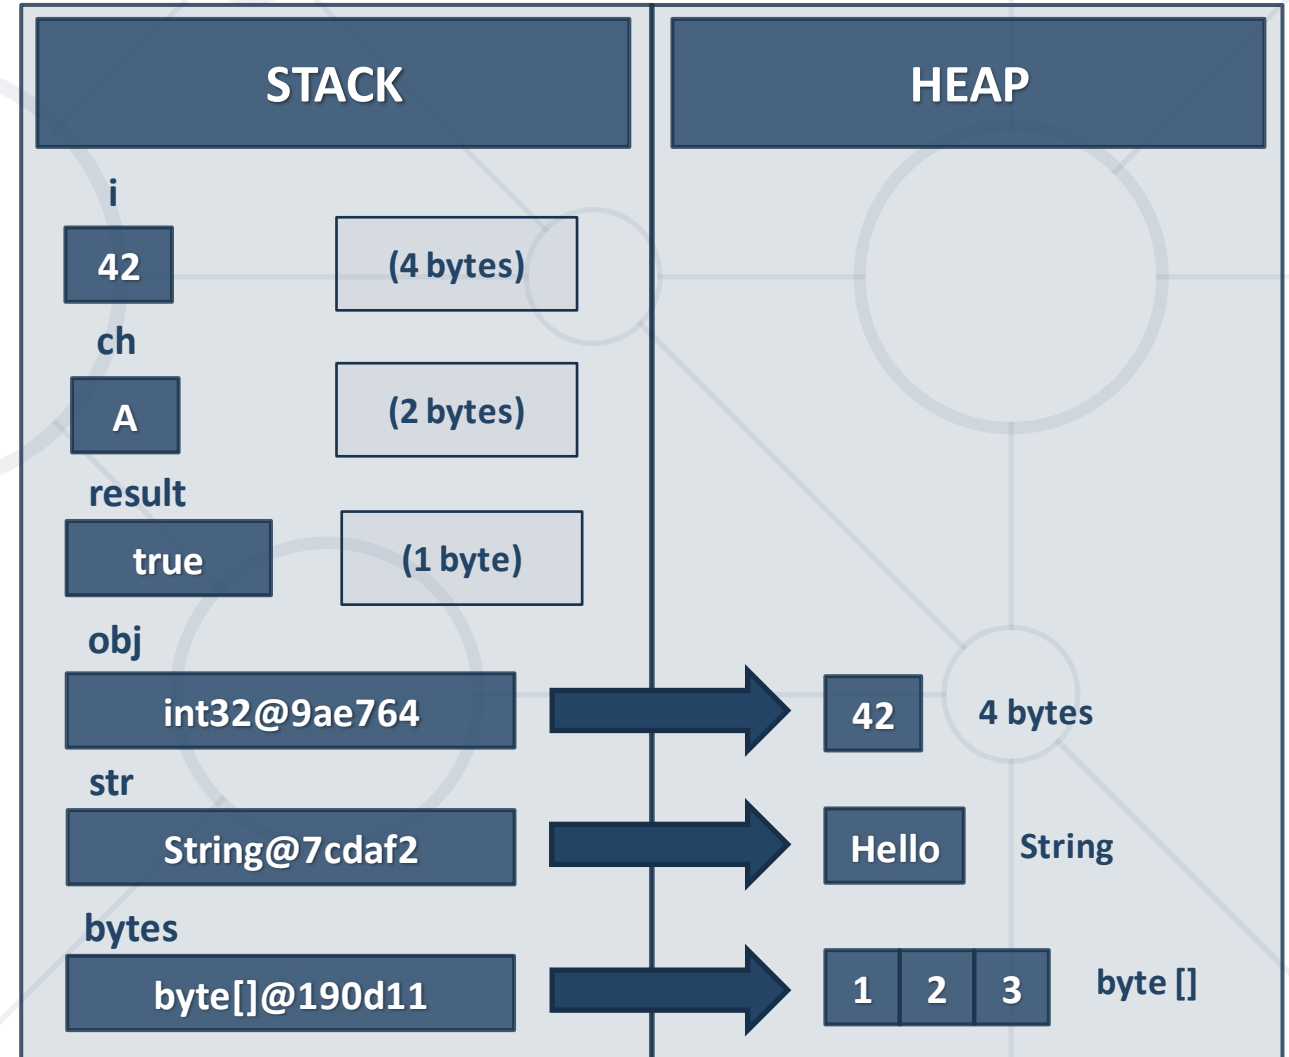 STACK
HEAP
i
42
(4 bytes)
ch
A
(2 bytes)
result
true
(1 byte)
obj
int32@9ae764
42
4 bytes
str
String@7cdaf2
Hello
String
bytes
byte[]@190d11
1 2 3
byte []